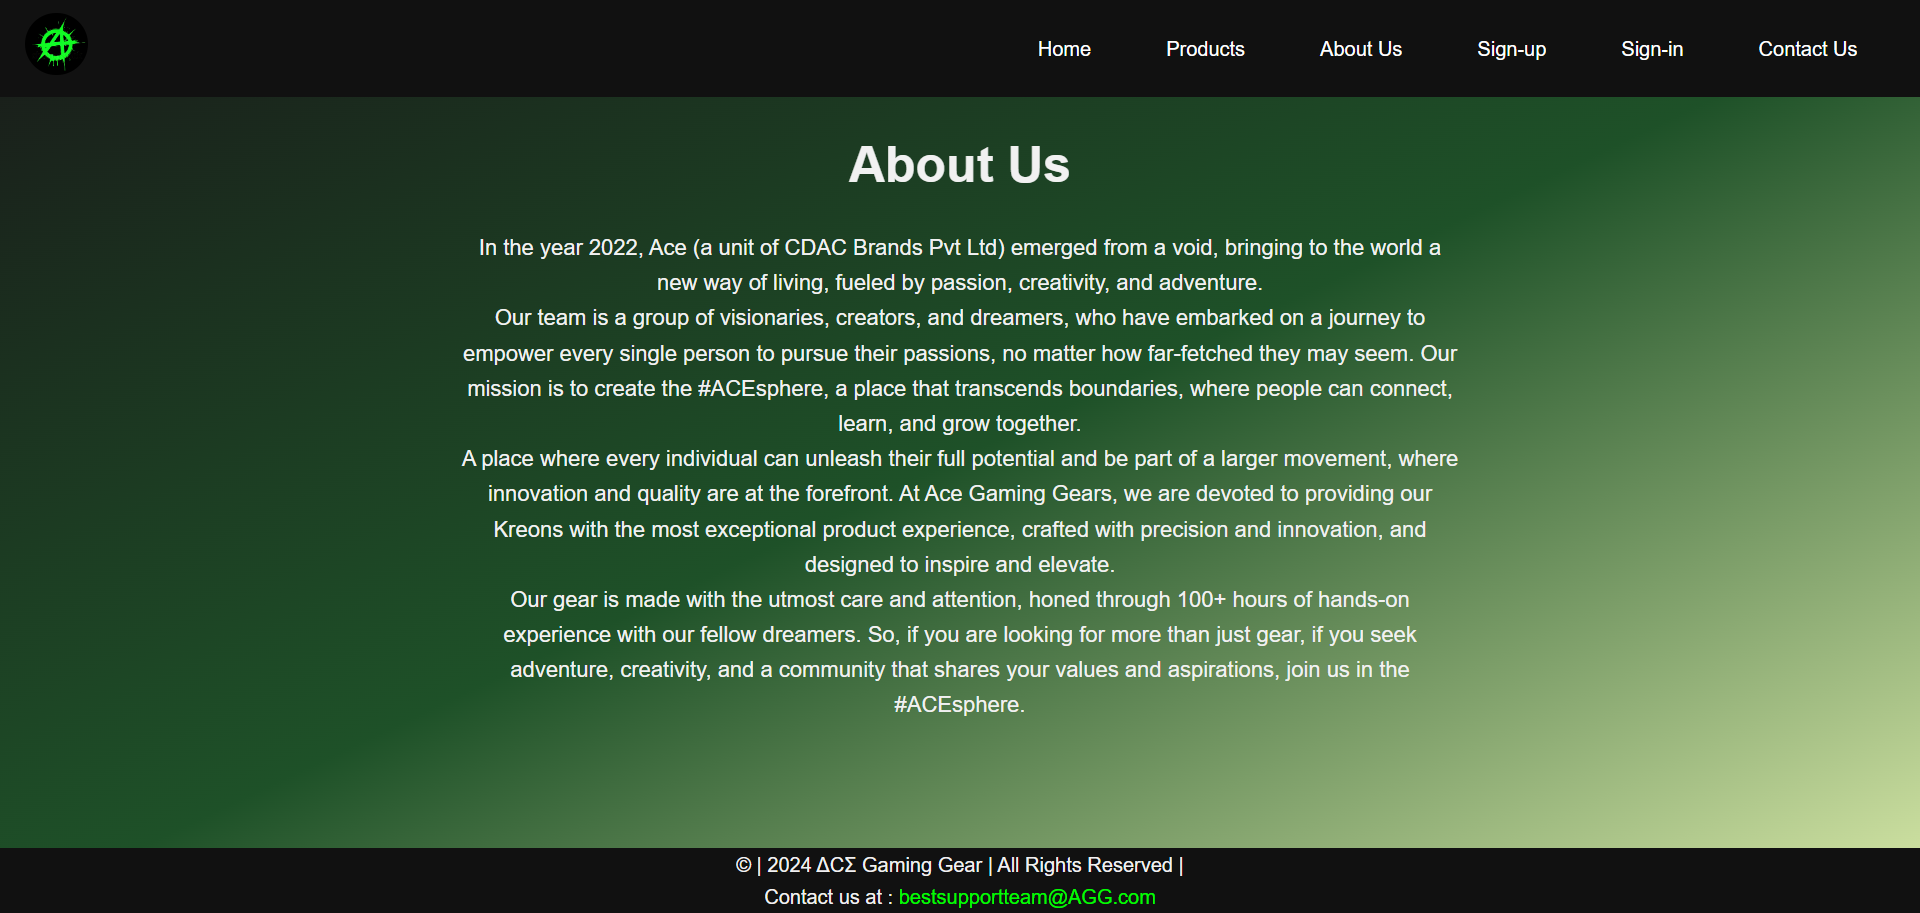 Home Products About Us Sign-up Sign-in Contact Us
About Us
In the year 2022, Ace (a unit of CDAC Brands Pvt Ltd) emerged from a void, bringing to the world a
new way of living, fueled by passion, creativity, and adventure.
Our team is a group of visionaries, creators, and dreamers, who have embarked on a journey to
empower every single person to pursue their passions, no matter how far-fetched they may seem. Our
mission is to create the #ACEsphere, a place that transcends boundaries, where people can connect,
learn, and grow together.
A place where every individual can unleash their full potential and be part of a larger movement, where
innovation and quality are at the forefront. At Ace Gaming Gears, we are devoted to providing our
Kreons with the most exceptional product experience, crafted with precision and innovation, and
designed to inspire and elevate.
Our gear is made with the utmost care and attention, honed through 100+ hours of hands-on
experience with our fellow dreamers. So, if you are looking for more than just gear, if you seek
adventure, creativity, and a community that shares your values and aspirations, join us in the
#ACEsphere.
© | 2024 ΔCΣ Gaming Gear | All Rights Reserved |
Contact us at : bestsupportteam@AGG.com